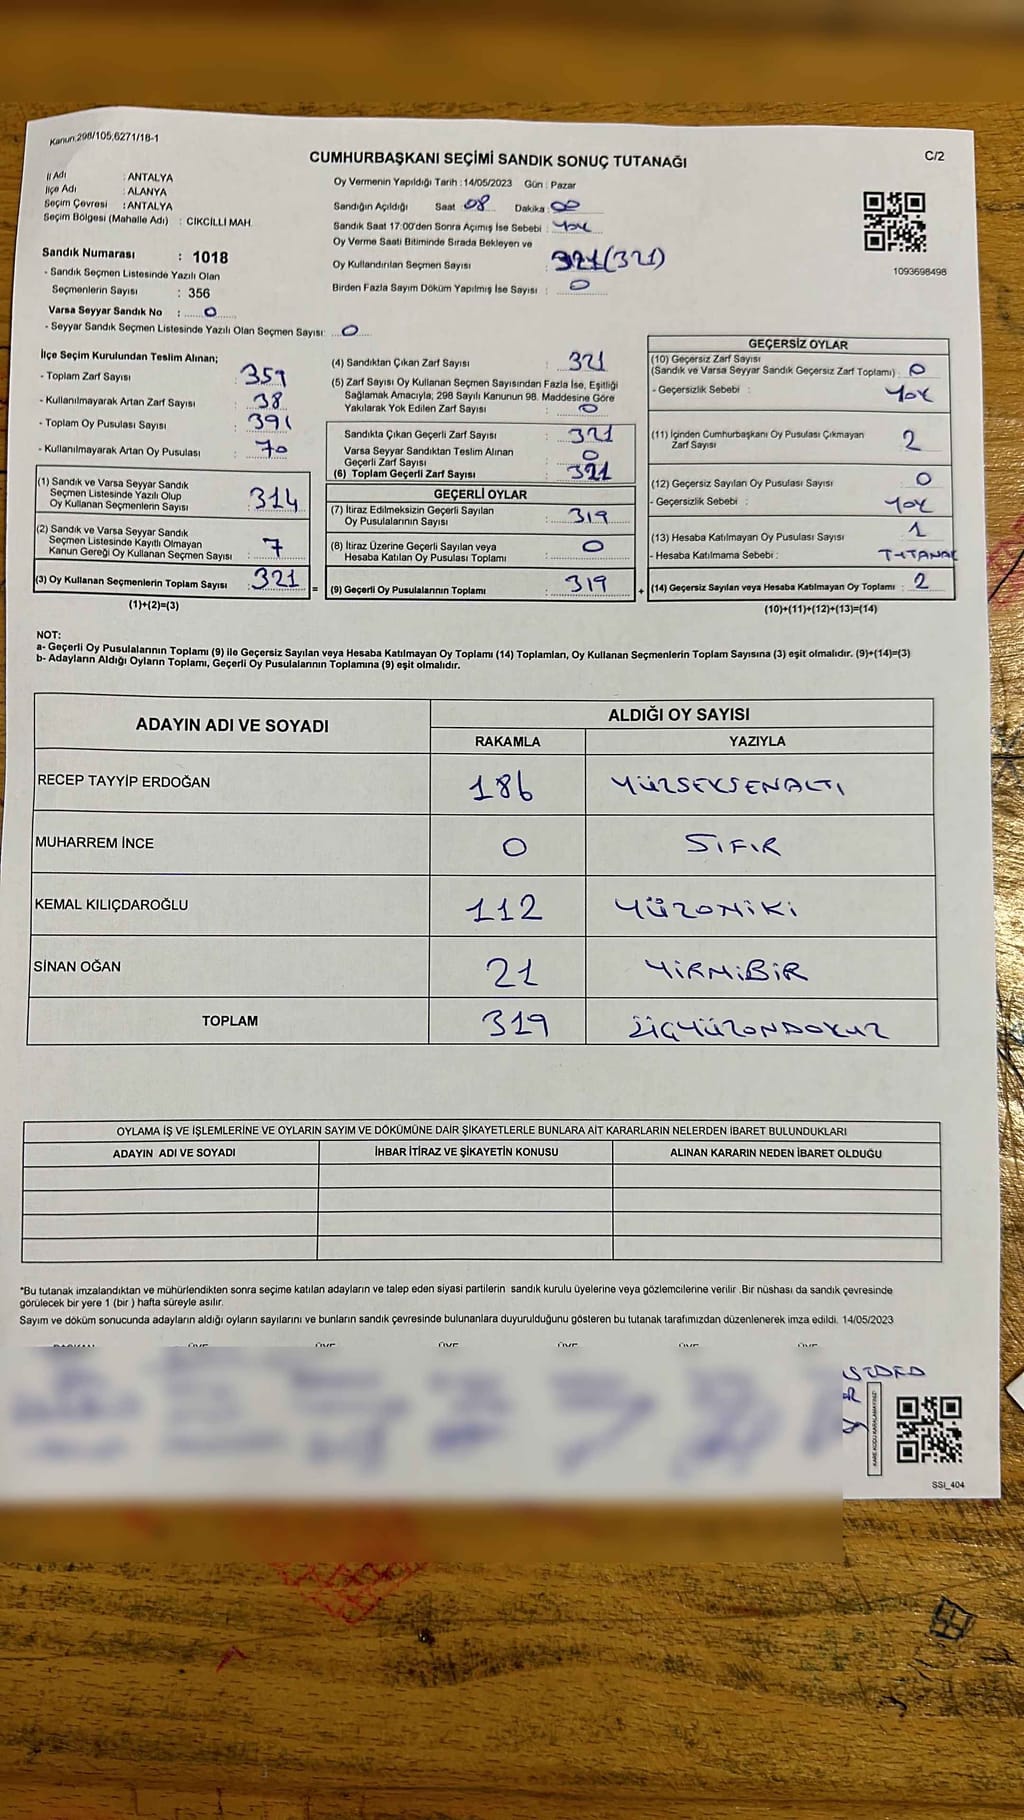 Kanun.298/105,6271/18-1
CUMHURBAŞKANI SEÇİMİ SANDIK SONUÇ TUTANAĞI
C/2
İl Adı : ANTALYA
İlçe Adı : ALANYA
Seçim Çevresi : ANTALYA
Seçim Bölgesi (Mahalle Adı) : CİKCİLLİ MAH.
Sandık Numarası : 1018
- Sandık Seçmen Listesinde Yazılı Olan
Seçmenlerin Sayısı : 356
Varsa Seyyar Sandık No : 0
- Seyyar Sandık Seçmen Listesinde Yazılı Olan Seçmen Sayısı: 0
Oy Vermenin Yapıldığı Tarih :14/05/2023 Gün : Pazar
Sandığın Açıldığı Saat 08 Dakika : 00
Sandık Saat 17:00'den Sonra Açılmış İse Sebebi : YOK
Oy Verme Saati Bitiminde Sırada Bekleyen ve
Oy Kullandırılan Seçmen Sayısı : 321 (321)
Birden Fazla Sayım Döküm Yapılmış İse Sayısı : 0
1093698498
İlçe Seçim Kurulundan Teslim Alınan;
- Toplam Zarf Sayısı : 359
- Kullanılmayarak Artan Zarf Sayısı : 38
- Toplam Oy Pusulası Sayısı : 391
- Kullanılmayarak Artan Oy Pusulası : 70
(1) Sandık ve Varsa Seyyar Sandık
Seçmen Listesinde Yazılı Olup
Oy Kullanan Seçmenlerin Sayısı : 314
(2) Sandık ve Varsa Seyyar Sandık
Seçmen Listesinde Kayıtlı Olmayan
Kanun Gereği Oy Kullanan Seçmen Sayısı : 7
(3) Oy Kullanan Seçmenlerin Toplam Sayısı : 321 =
(1)+(2)=(3)
(4) Sandıktan Çıkan Zarf Sayısı : 321
(5) Zarf Sayısı Oy Kullanan Seçmen Sayısından Fazla İse, Eşitliği
Sağlamak Amacıyla; 298 Sayılı Kanunun 98. Maddesine Göre
Yakılarak Yok Edilen Zarf Sayısı : 0
Sandıkta Çıkan Geçerli Zarf Sayısı : 321
Varsa Seyyar Sandıktan Teslim Alınan
Geçerli Zarf Sayısı : 0
(6) Toplam Geçerli Zarf Sayısı : 321
GEÇERLİ OYLAR
(7) İtiraz Edilmeksizin Geçerli Sayılan
Oy Pusulalarının Sayısı : 319
(8) İtiraz Üzerine Geçerli Sayılan veya
Hesaba Katılan Oy Pusulası Toplamı : 0
(9) Geçerli Oy Pusulalarının Toplamı : 319 +
GEÇERSİZ OYLAR
(10) Geçersiz Zarf Sayısı
(Sandık ve Varsa Seyyar Sandık Geçersiz Zarf Toplamı) : 0
- Geçersizlik Sebebi : YOK
(11) İçinden Cumhurbaşkanı Oy Pusulası Çıkmayan
Zarf Sayısı : 2
(12) Geçersiz Sayılan Oy Pusulası Sayısı : 0
- Geçersizlik Sebebi : YOK
(13) Hesaba Katılmayan Oy Pusulası Sayısı : 1
- Hesaba Katılmama Sebebi : TUTANAK
(14) Geçersiz Sayılan veya Hesaba Katılmayan Oy Toplamı : 2
(10)+(11)+(12)+(13)=(14)
NOT:
a- Geçerli Oy Pusulalarının Toplamı (9) ile Geçersiz Sayılan veya Hesaba Katılmayan Oy Toplamı (14) Toplamları, Oy Kullanan Seçmenlerin Toplam Sayısına (3) eşit olmalıdır. (9)+(14)=(3)
b- Adayların Aldığı Oyların Toplamı, Geçerli Oy Pusulalarının Toplamına (9) eşit olmalıdır.
ADAYIN ADI VE SOYADI ALDIĞI OY SAYISI
RAKAMLA YAZIYLA
RECEP TAYYİP ERDOĞAN 186 YÜZSEKSENALTI
MUHARREM İNCE 0 SIFIR
KEMAL KILIÇDAROĞLU 112 YÜZONİKİ
SİNAN OĞAN 21 YİRMİBİR
TOPLAM 319 ÜÇYÜZONDOKUZ
OYLAMA İŞ VE İŞLEMLERİNE VE OYLARIN SAYIM VE DÖKÜMÜNE DAİR ŞİKAYETLERLE BUNLARA AİT KARARLARIN NELERDEN İBARET BULUNDUKLARI
ADAYIN ADI VE SOYADI İHBAR İTİRAZ VE ŞİKAYETİN KONUSU ALINAN KARARIN NEDEN İBARET OLDUĞU
*Bu tutanak imzalandıktan ve mühürlendikten sonra seçime katılan adayların ve talep eden siyasi partilerin sandık kurulu üyelerine veya gözlemcilerine verilir .Bir nüshası da sandık çevresinde
görülecek bir yere 1 (bir ) hafta süreyle asılır.
Sayım ve döküm sonucunda adayların aldığı oyların sayılarını ve bunların sandık çevresinde bulunanlara duyurulduğunu gösteren bu tutanak tarafımızdan düzenlenerek imza edildi. 14/05/2023
BAŞKAN ÜYE ÜYE ÜYE ÜYE ÜYE ÜYE
KARE KODU KARALAMAYINIZ
SSI_404